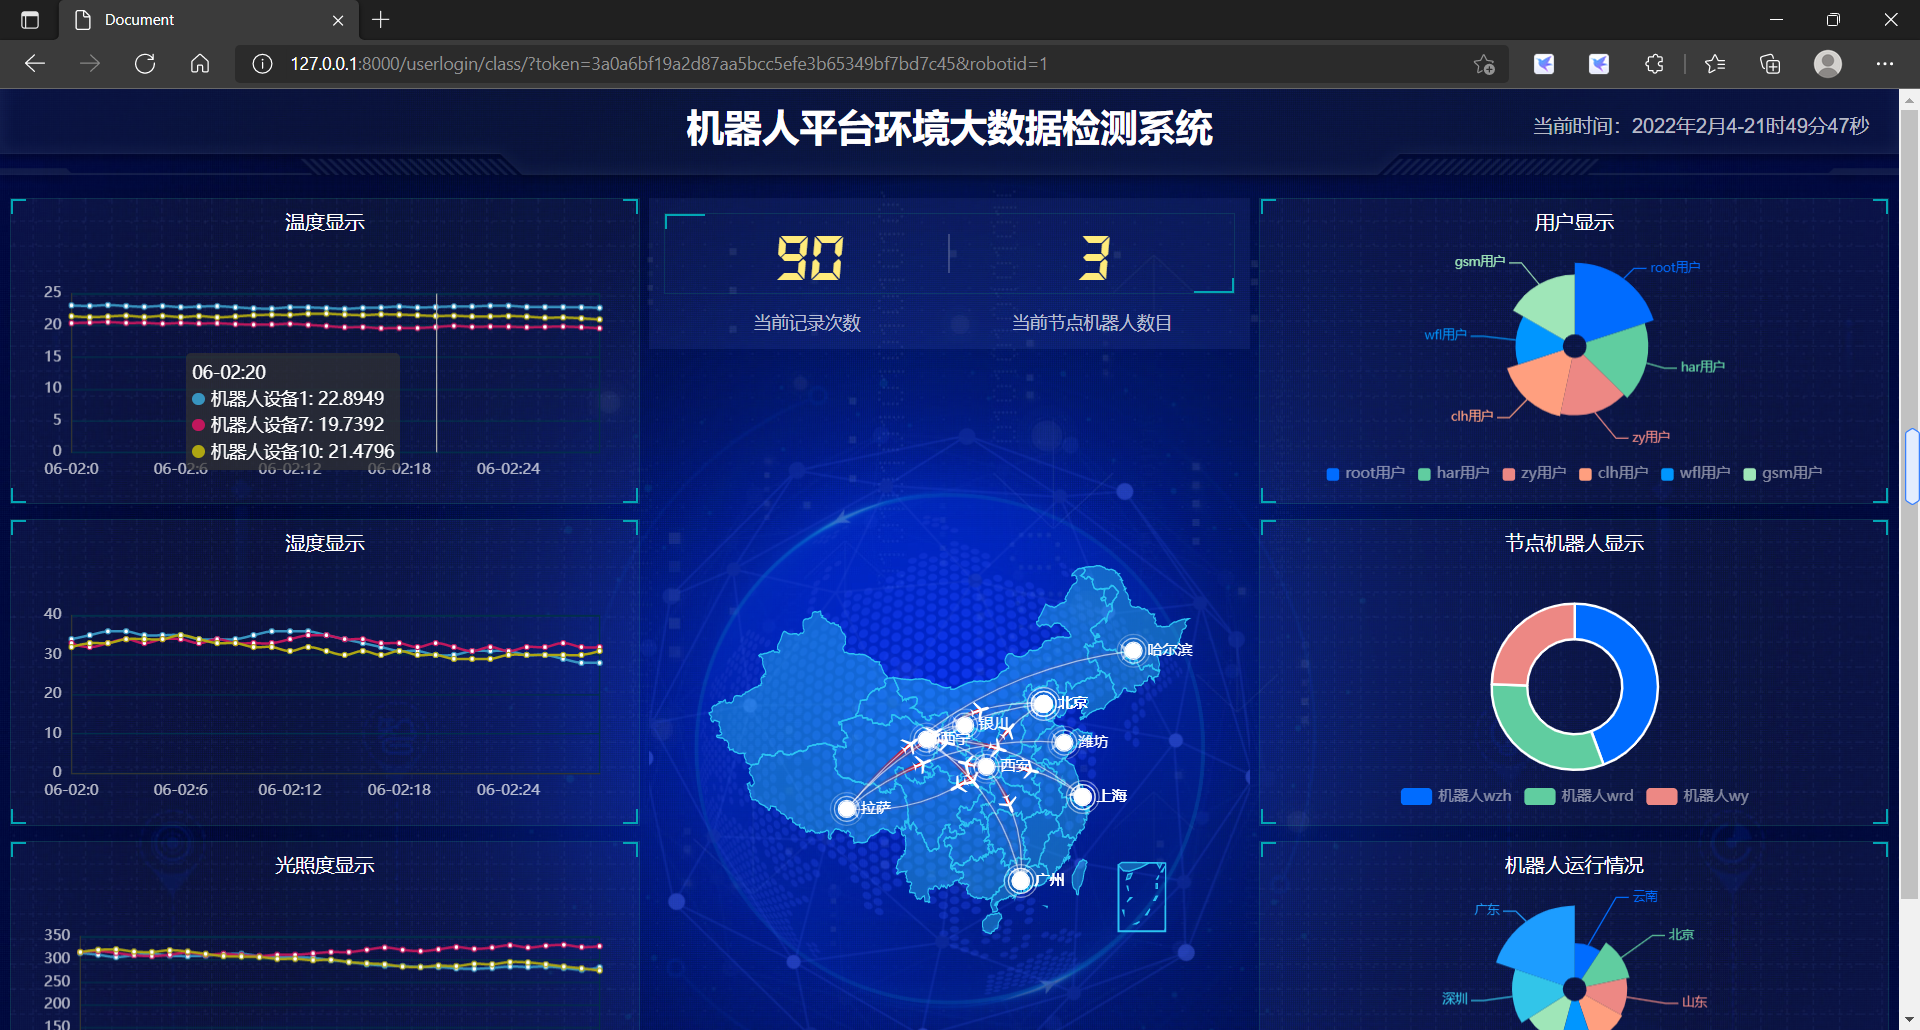 Document
127.0.0.1:8000/userlogin/class/?token=3a0a6bf19a2d87aa5bcc5efe3b65349bf7bd7c45&robotid=1
机器人平台环境大数据检测系统
当前时间：2022年2月4-21时49分47秒
温度显示
25
20
15
10
5
0
06-02:0
06-02:6
06-02:12
06-02:18
06-02:24
06-02:20
机器人设备1: 22.8949
机器人设备7: 19.7392
机器人设备10: 21.4796
湿度显示
40
30
20
10
0
06-02:0
06-02:6
06-02:12
06-02:18
06-02:24
光照度显示
350
300
250
200
150
90
3
当前记录次数
当前节点机器人数目
哈尔滨
北京
银川
西宁
潍坊
西安
上海
拉萨
广州
用户显示
gsm用户
root用户
wfl用户
har用户
clh用户
zy用户
root用户 har用户 zy用户 clh用户 wfl用户 gsm用户
节点机器人显示
机器人wzh 机器人wrd 机器人wy
机器人运行情况
云南
广东
北京
深圳
山东